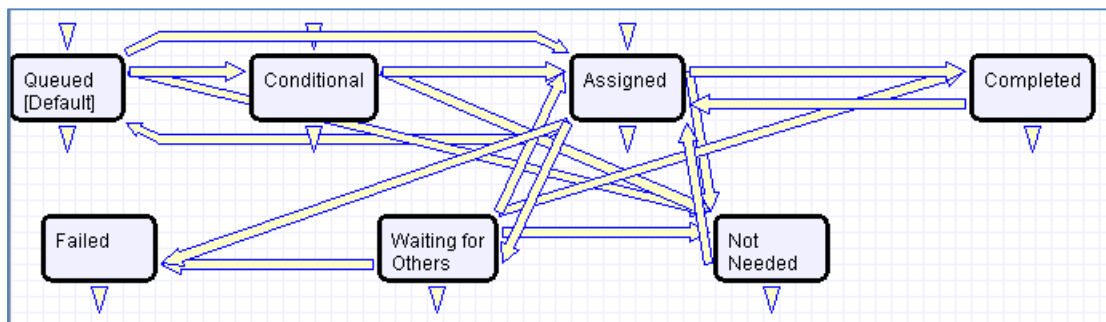 Queued
[Default]
Conditional
Assigned
Completed
Failed
Waiting for
Others
Not
Needed